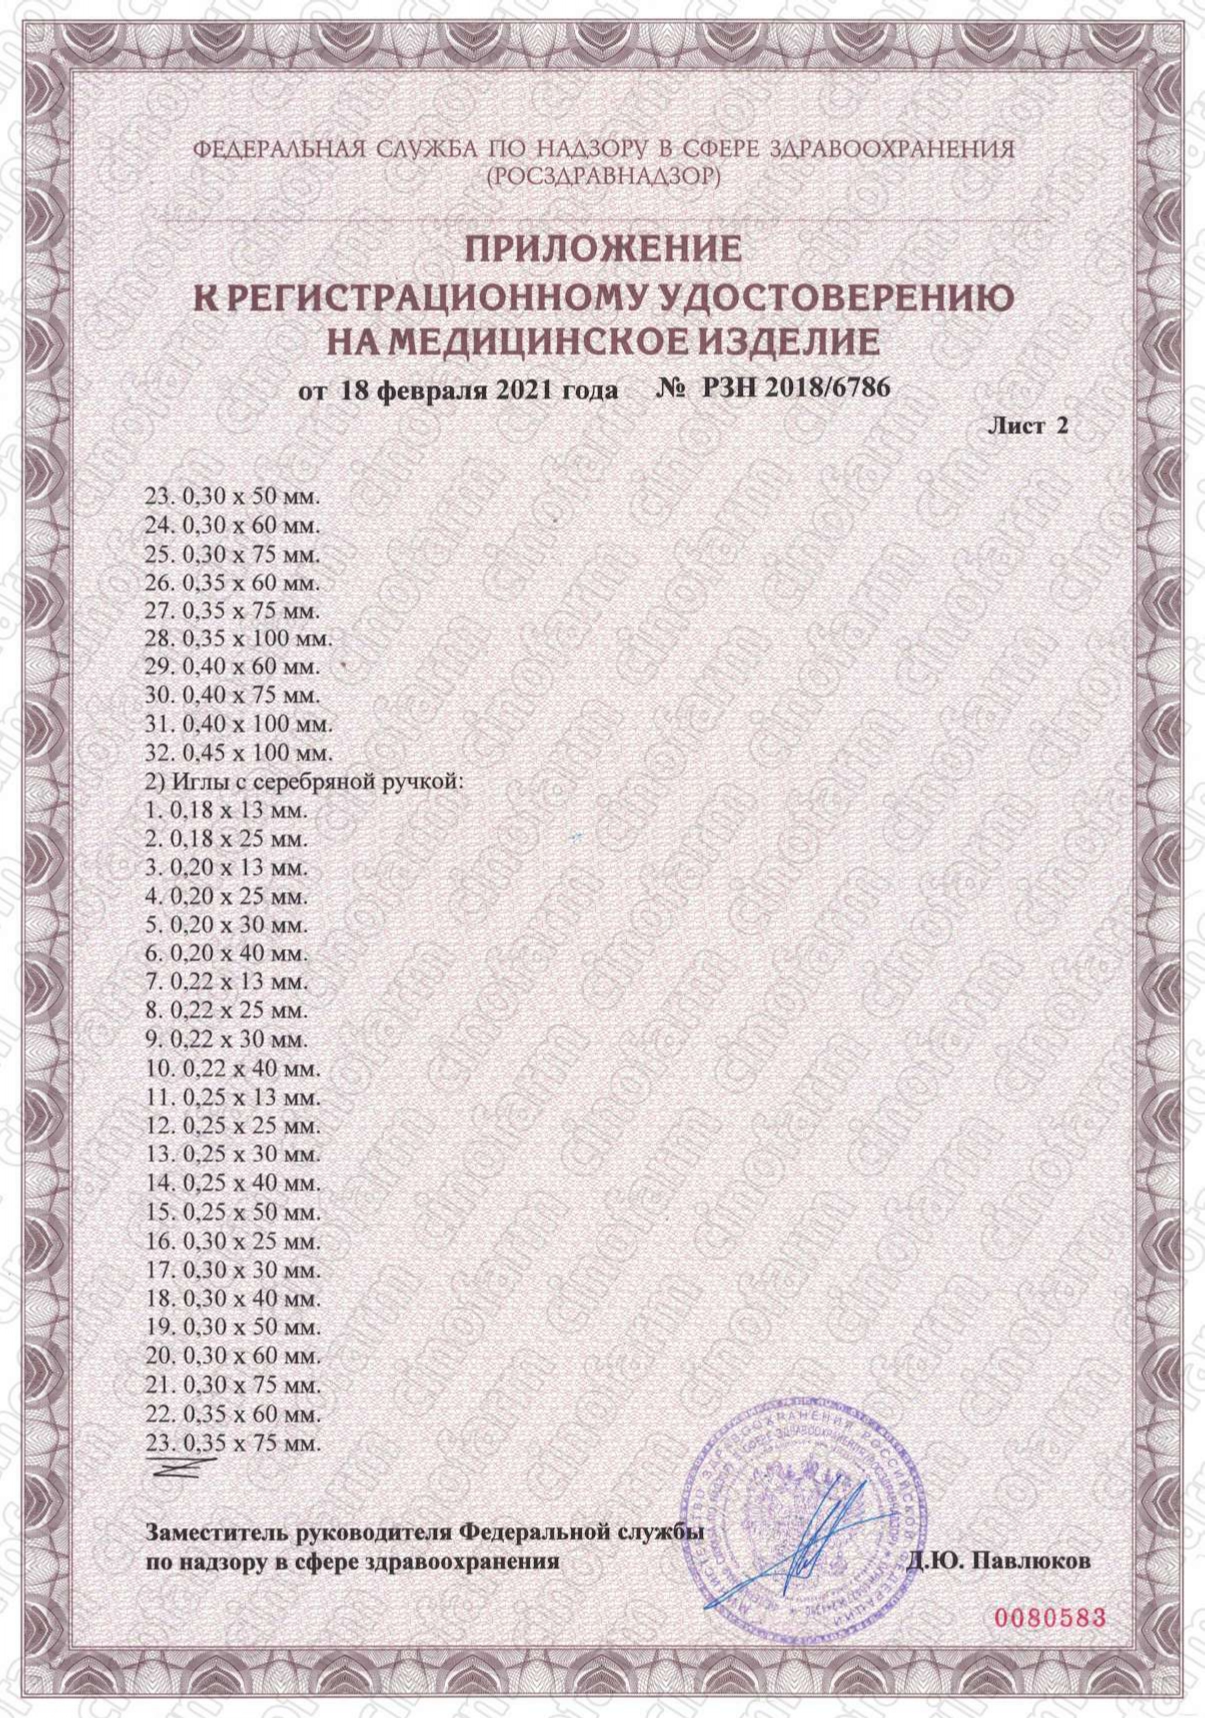 ФЕДЕРАЛЬНАЯ СЛУЖБА ПО НАДЗОРУ В СФЕРЕ ЗДРАВООХРАНЕНИЯ
(РОСЗДРАВНАДЗОР)
ПРИЛОЖЕНИЕ
К РЕГИСТРАЦИОННОМУ УДОСТОВЕРЕНИЮ
НА МЕДИЦИНСКОЕ ИЗДЕЛИЕ
от 18 февраля 2021 года № РЗН 2018/6786
Лист 2
23. 0,30 х 50 мм.
24. 0,30 х 60 мм.
25. 0,30 х 75 мм.
26. 0,35 х 60 мм.
27. 0,35 х 75 мм.
28. 0,35 х 100 мм.
29. 0,40 х 60 мм.
30. 0,40 х 75 мм.
31. 0,40 х 100 мм.
32. 0,45 х 100 мм.
2) Иглы с серебряной ручкой:
1. 0,18 х 13 мм.
2. 0,18 х 25 мм.
3. 0,20 х 13 мм.
4. 0,20 х 25 мм.
5. 0,20 х 30 мм.
6. 0,20 х 40 мм.
7. 0,22 х 13 мм.
8. 0,22 х 25 мм.
9. 0,22 х 30 мм.
10. 0,22 х 40 мм.
11. 0,25 х 13 мм.
12. 0,25 х 25 мм.
13. 0,25 х 30 мм.
14. 0,25 х 40 мм.
15. 0,25 х 50 мм.
16. 0,30 х 25 мм.
17. 0,30 х 30 мм.
18. 0,30 х 40 мм.
19. 0,30 х 50 мм.
20. 0,30 х 60 мм.
21. 0,30 х 75 мм.
22. 0,35 х 60 мм.
23. 0,35 х 75 мм.
Заместитель руководителя Федеральной службы
по надзору в сфере здравоохранения Д.Ю. Павлюков
0080583
cinofarm